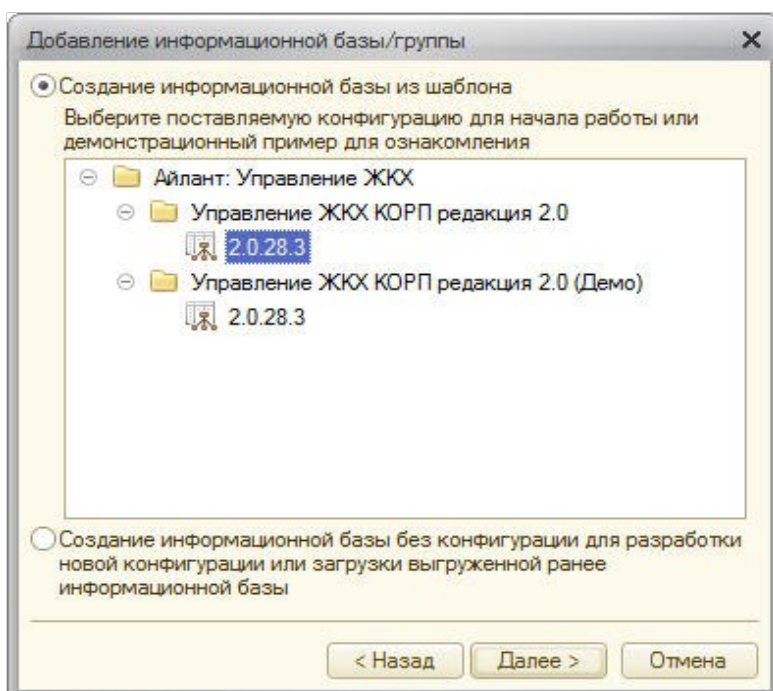 Добавление информационной базы/группы
Создание информационной базы из шаблона
Выберите поставляемую конфигурацию для начала работы или
демонстрационный пример для ознакомления
Айлант: Управление ЖКХ
Управление ЖКХ КОРП редакция 2.0
2.0.28.3
Управление ЖКХ КОРП редакция 2.0 (Демо)
2.0.28.3
Создание информационной базы без конфигурации для разработки
новой конфигурации или загрузки выгруженной ранее
информационной базы
< Назад Далее > Отмена